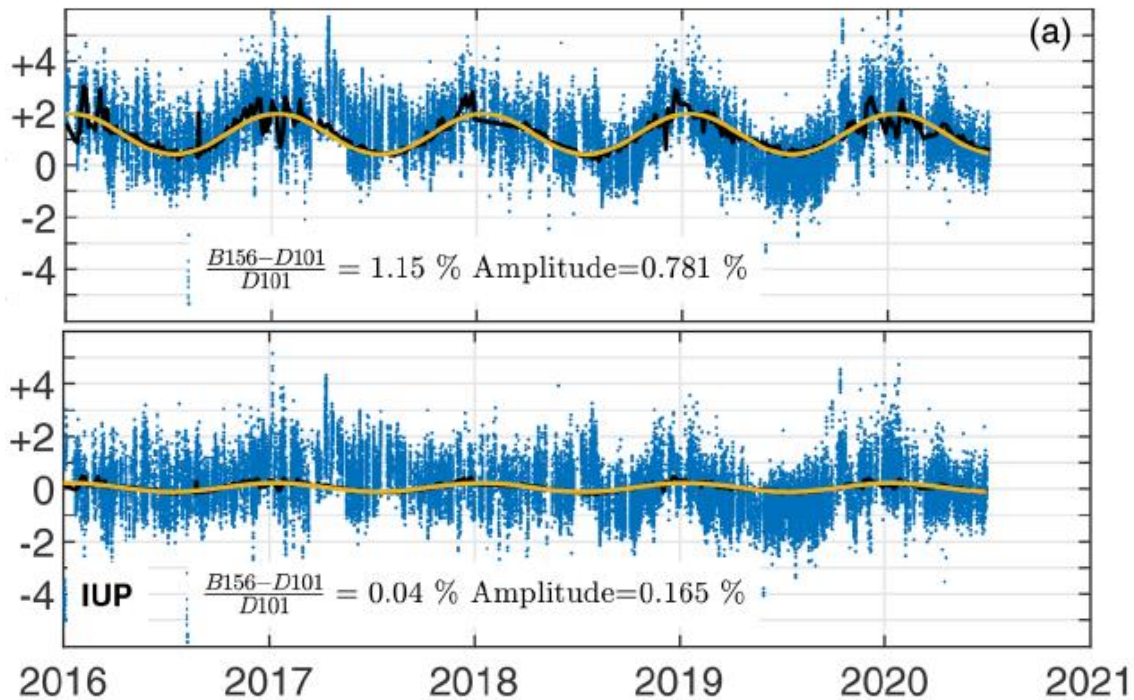 (a)
+4
+2
0
-2
-4
B156−D101
D101
= 1.15 % Amplitude=0.781 %
+4
+2
0
-2
-4
IUP
B156−D101
D101
= 0.04 % Amplitude=0.165 %
2016 2017 2018 2019 2020 2021